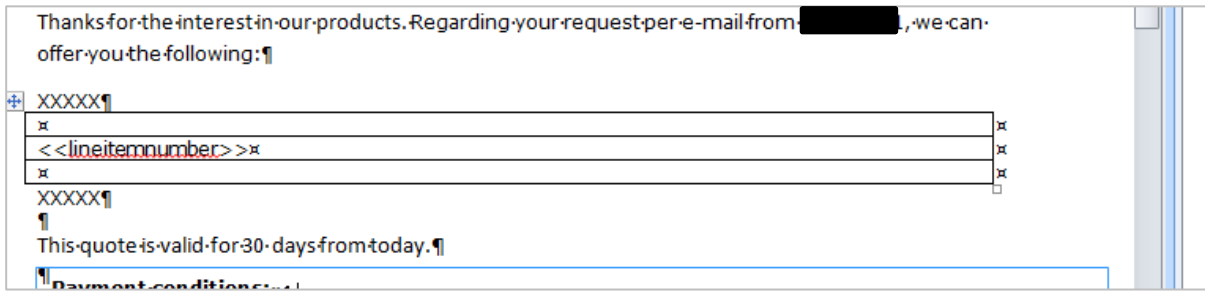 Thanks for the interest in our products. Regarding your request per e-mail from 1, we can
offer you the following:¶
XXXXX¶
¤ ¤
<<lineitemnumber>>¤ ¤
¤ ¤
XXXXX¶
¶
This quote is valid for 30 days from today.¶
¶
Payment conditions: